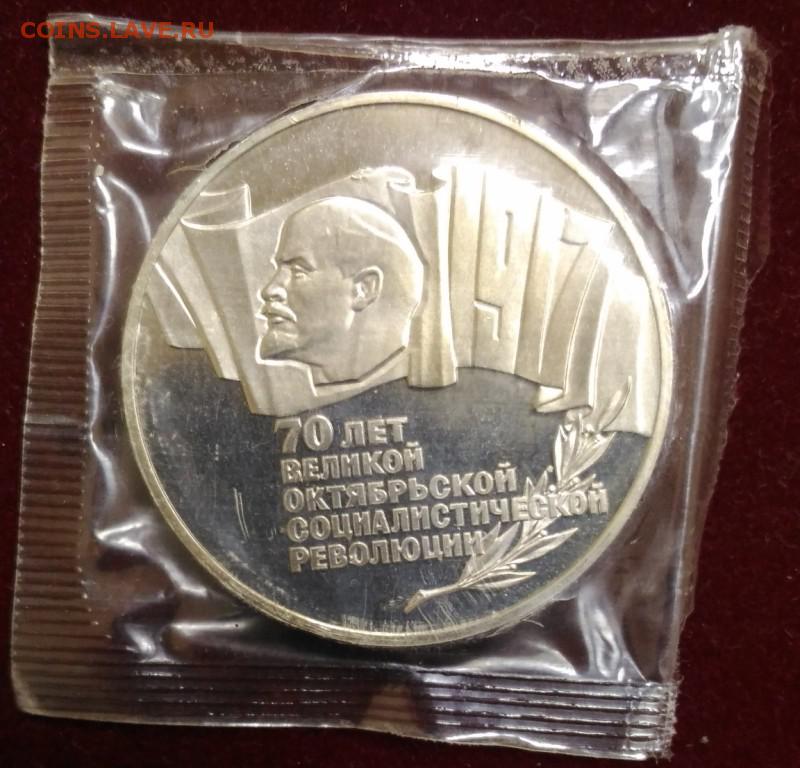 COINS.LAVE.RU
1917
70 ЛЕТ
ВЕЛИКОЙ
ОКТЯБРЬСКОЙ
СОЦИАЛИСТИЧЕСКОЙ
РЕВОЛЮЦИИ